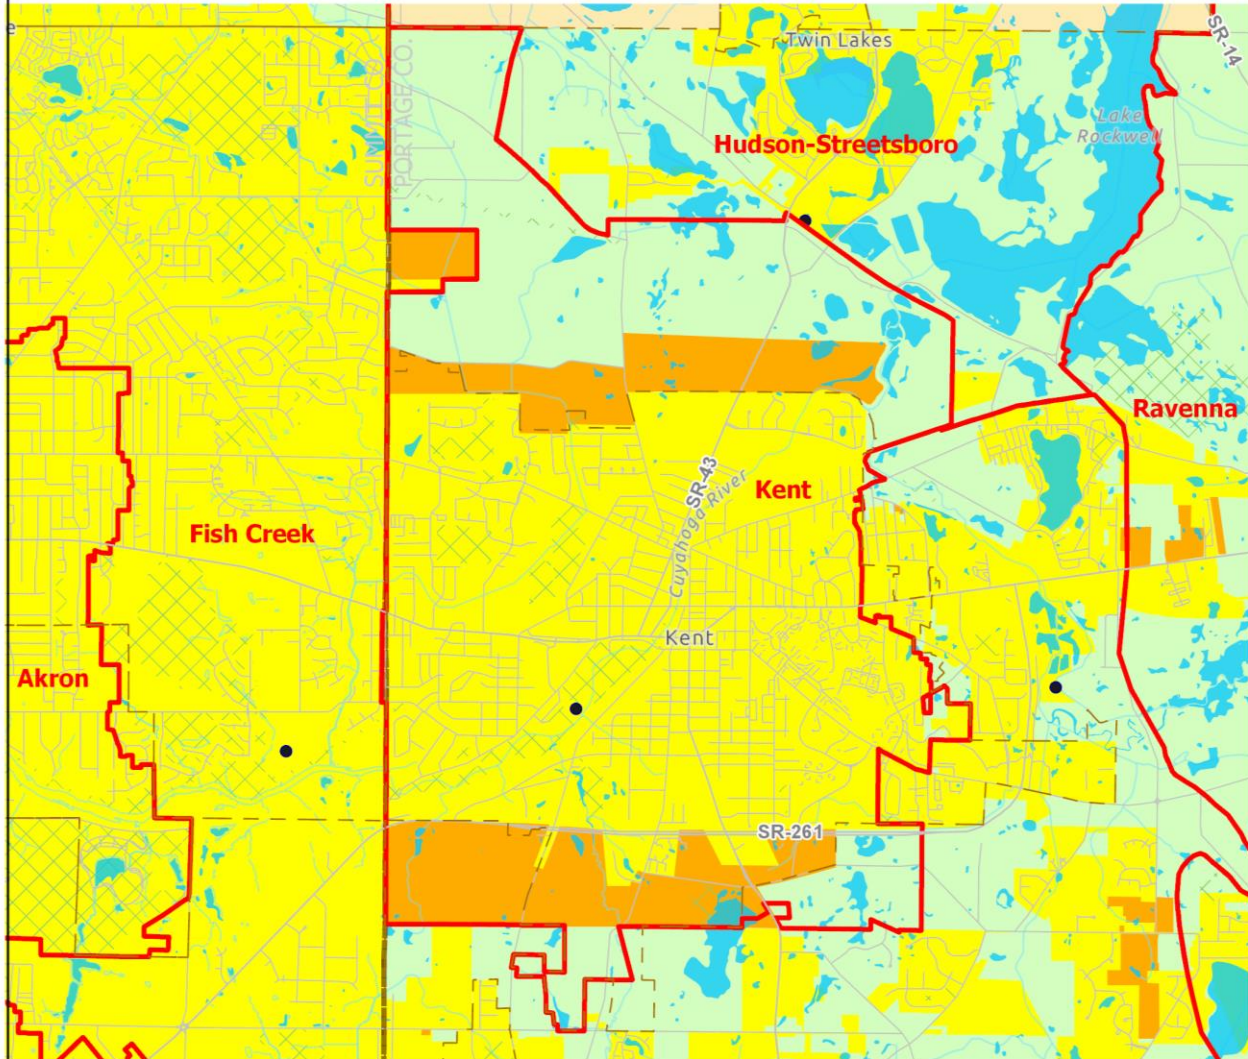 e
Twin Lakes
SR-14
SUMMIT CO.
PORTAGE CO.
Lake
Rockwell
Hudson-Streetsboro
Ravenna
SR-43
Cuyahoga River
Kent
Fish Creek
Kent
Akron
SR-261